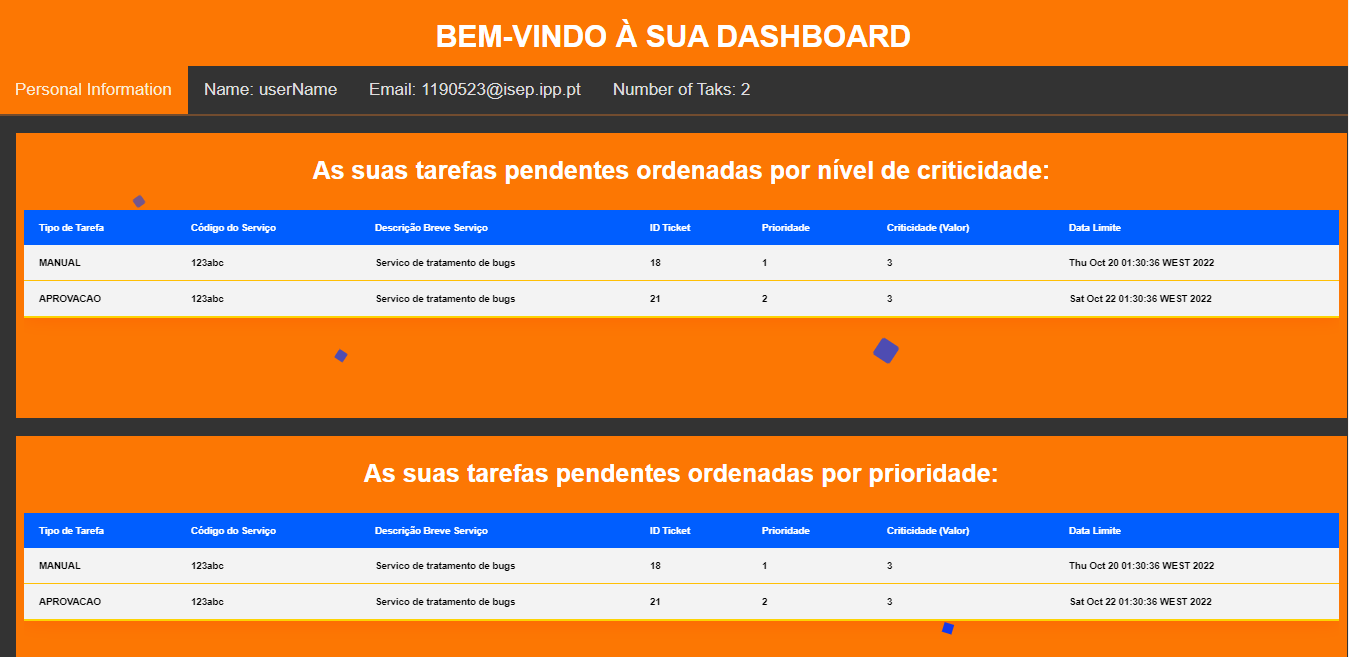 BEM-VINDO À SUA DASHBOARD
Personal Information Name: userName Email: 1190523@isep.ipp.pt Number of Taks: 2
As suas tarefas pendentes ordenadas por nível de criticidade:
Tipo de Tarefa Código do Serviço Descrição Breve Serviço ID Ticket Prioridade Criticidade (Valor) Data Limite
MANUAL 123abc Servico de tratamento de bugs 18 1 3 Thu Oct 20 01:30:36 WEST 2022
APROVACAO 123abc Servico de tratamento de bugs 21 2 3 Sat Oct 22 01:30:36 WEST 2022
As suas tarefas pendentes ordenadas por prioridade:
Tipo de Tarefa Código do Serviço Descrição Breve Serviço ID Ticket Prioridade Criticidade (Valor) Data Limite
MANUAL 123abc Servico de tratamento de bugs 18 1 3 Thu Oct 20 01:30:36 WEST 2022
APROVACAO 123abc Servico de tratamento de bugs 21 2 3 Sat Oct 22 01:30:36 WEST 2022